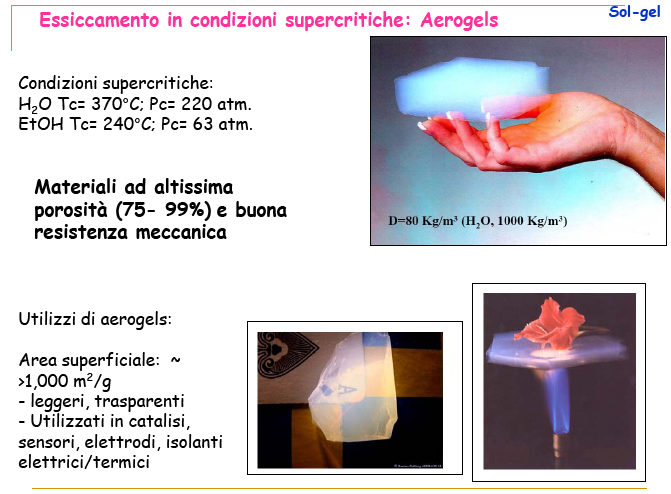 Essiccamento in condizioni supercritiche: Aerogels
Sol-gel
Condizioni supercritiche:
H₂O Tc= 370°C; Pc= 220 atm.
EtOH Tc= 240°C; Pc= 63 atm.
Materiali ad altissima
porosità (75- 99%) e buona
resistenza meccanica
D=80 Kg/m³ (H₂O, 1000 Kg/m³)
Utilizzi di aerogels:
Area superficiale: ~
>1,000 m²/g
- leggeri, trasparenti
- Utilizzati in catalisi,
sensori, elettrodi, isolanti
elettrici/termici